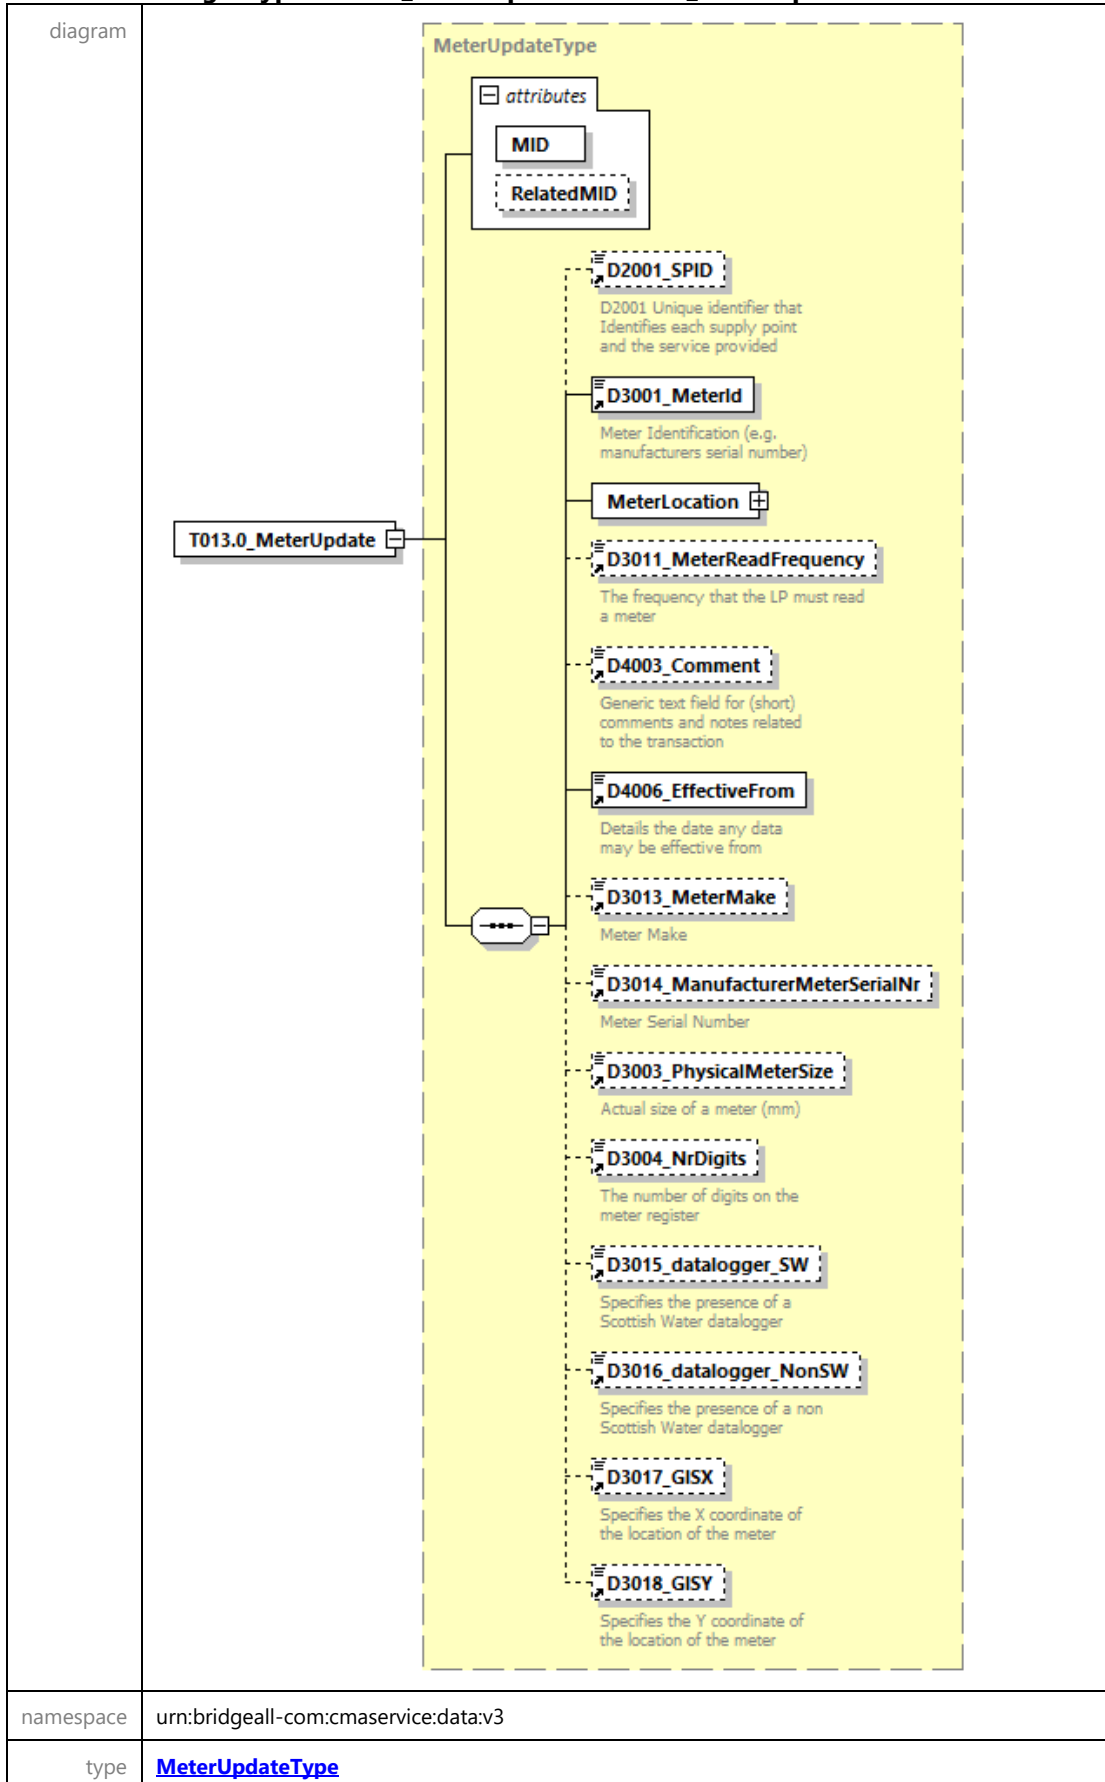 diagram
MeterUpdateType
attributes
MID
RelatedMID
D2001_SPID
D2001 Unique identifier that
Identifies each supply point
and the service provided
D3001_MeterId
Meter Identification (e.g.
manufacturers serial number)
MeterLocation
T013.0_MeterUpdate
D3011_MeterReadFrequency
The frequency that the LP must read
a meter
D4003_Comment
Generic text field for (short)
comments and notes related
to the transaction
D4006_EffectiveFrom
Details the date any data
may be effective from
D3013_MeterMake
Meter Make
D3014_ManufacturerMeterSerialNr
Meter Serial Number
D3003_PhysicalMeterSize
Actual size of a meter (mm)
D3004_NrDigits
The number of digits on the
meter register
D3015_datalogger_SW
Specifies the presence of a
Scottish Water datalogger
D3016_datalogger_NonSW
Specifies the presence of a non
Scottish Water datalogger
D3017_GISX
Specifies the X coordinate of
the location of the meter
D3018_GISY
Specifies the Y coordinate of
the location of the meter
namespace urn:bridgeall-com:cmaservice:data:v3
type MeterUpdateType